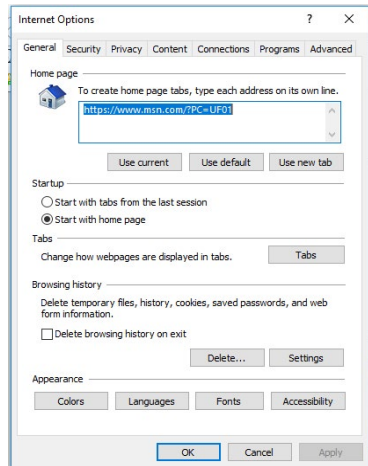 Internet Options
?
General Security Privacy Content Connections Programs Advanced
Home page
To create home page tabs, type each address on its own line.
https://www.msn.com/?PC=UF01
Use current Use default Use new tab
Startup
Start with tabs from the last session
Start with home page
Tabs
Change how webpages are displayed in tabs. Tabs
Browsing history
Delete temporary files, history, cookies, saved passwords, and web
form information.
Delete browsing history on exit
Delete... Settings
Appearance
Colors Languages Fonts Accessibility
OK Cancel Apply